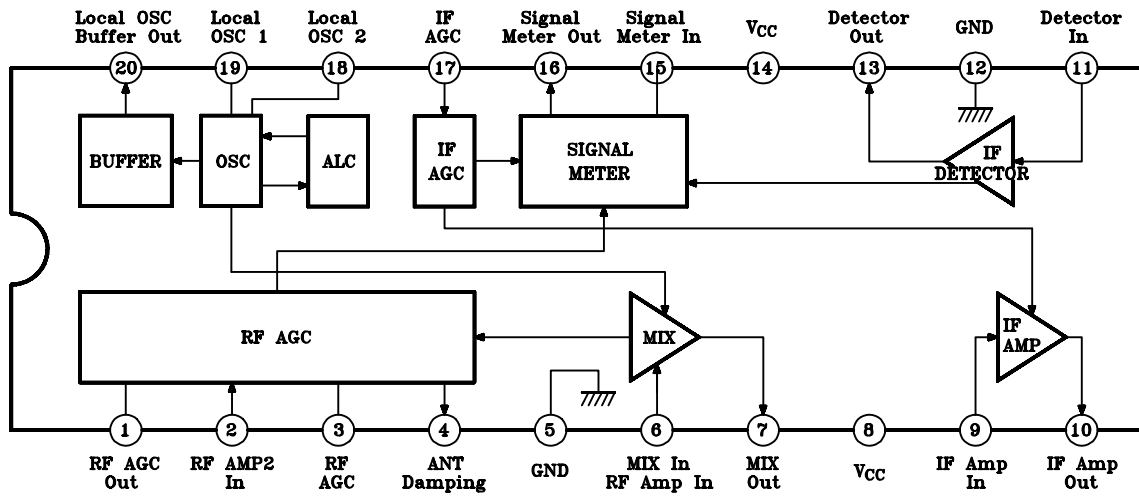 Local OSC
Buffer Out
Local
OSC 1
Local
OSC 2
IF
AGC
Signal
Meter Out
Signal
Meter In
VCC
Detector
Out
GND
Detector
In
20
19
18
17
16
15
14
13
12
11
BUFFER
OSC
ALC
IF
AGC
SIGNAL
METER
IF
DETECTOR
RF AGC
MIX
IF
AMP
1
2
3
4
5
6
7
8
9
10
RF AGC
Out
RF AMP2
In
RF
AGC
ANT
Damping
GND
MIX In
RF Amp In
MIX
Out
VCC
IF Amp
In
IF Amp
Out